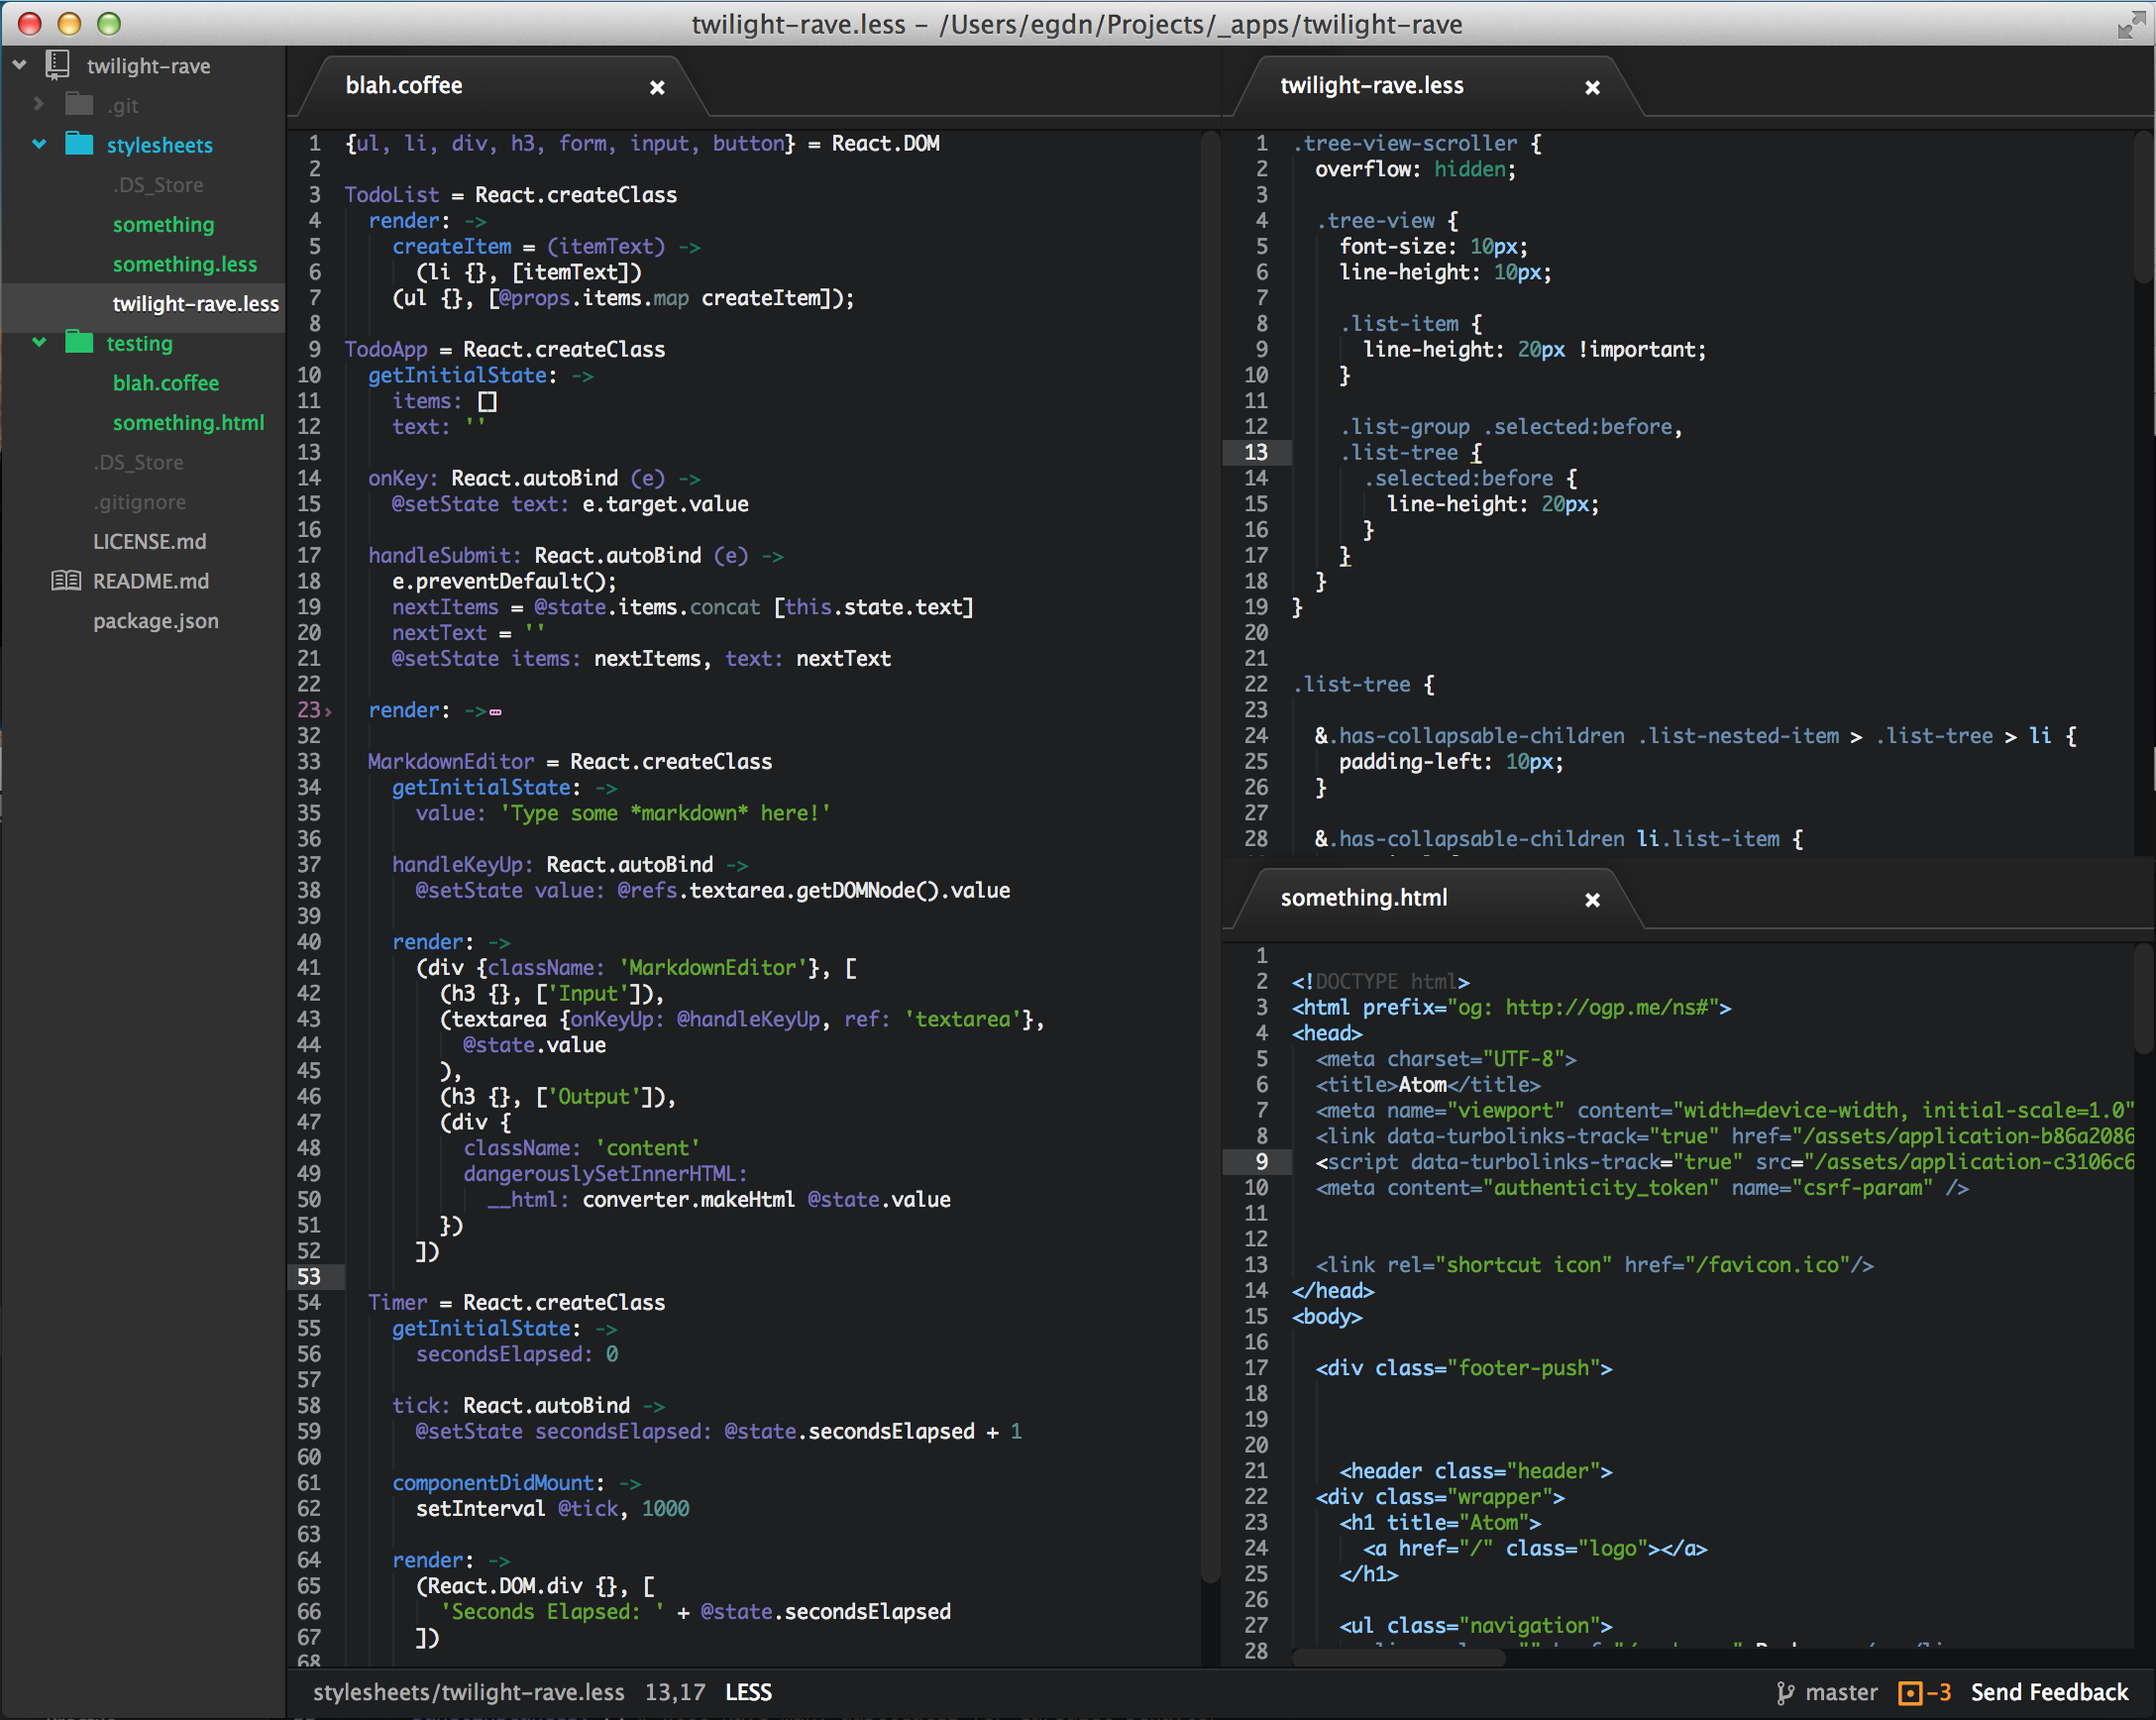 twilight-rave.less – /Users/egdn/Projects/_apps/twilight-rave
twilight-rave
.git
stylesheets
.DS_Store
something
something.less
twilight-rave.less
testing
blah.coffee
something.html
.DS_Store
.gitignore
LICENSE.md
README.md
package.json
blah.coffee
1 {ul, li, div, h3, form, input, button} = React.DOM
2
3 TodoList = React.createClass
4 render: ->
5 createItem = (itemText) ->
6 (li {}, [itemText])
7 (ul {}, [@props.items.map createItem]);
8
9 TodoApp = React.createClass
10 getInitialState: ->
11 items: []
12 text: ''
13
14 onKey: React.autoBind (e) ->
15 @setState text: e.target.value
16
17 handleSubmit: React.autoBind (e) ->
18 e.preventDefault();
19 nextItems = @state.items.concat [this.state.text]
20 nextText = ''
21 @setState items: nextItems, text: nextText
22
23 render: ->
32
33 MarkdownEditor = React.createClass
34 getInitialState: ->
35 value: 'Type some *markdown* here!'
36
37 handleKeyUp: React.autoBind ->
38 @setState value: @refs.textarea.getDOMNode().value
39
40 render: ->
41 (div {className: 'MarkdownEditor'}, [
42 (h3 {}, ['Input']),
43 (textarea {onKeyUp: @handleKeyUp, ref: 'textarea'},
44 @state.value
45 ),
46 (h3 {}, ['Output']),
47 (div {
48 className: 'content'
49 dangerouslySetInnerHTML:
50 __html: converter.makeHtml @state.value
51 })
52 ])
53
54 Timer = React.createClass
55 getInitialState: ->
56 secondsElapsed: 0
57
58 tick: React.autoBind ->
59 @setState secondsElapsed: @state.secondsElapsed + 1
60
61 componentDidMount: ->
62 setInterval @tick, 1000
63
64 render: ->
65 (React.DOM.div {}, [
66 'Seconds Elapsed: ' + @state.secondsElapsed
67 ])
68
twilight-rave.less
1 .tree-view-scroller {
2 overflow: hidden;
3
4 .tree-view {
5 font-size: 10px;
6 line-height: 10px;
7
8 .list-item {
9 line-height: 20px !important;
10 }
11
12 .list-group .selected:before,
13 .list-tree {
14 .selected:before {
15 line-height: 20px;
16 }
17 }
18 }
19 }
20
21
22 .list-tree {
23
24 &.has-collapsable-children .list-nested-item > .list-tree > li {
25 padding-left: 10px;
26 }
27
28 &.has-collapsable-children li.list-item {
something.html
1
2 <!DOCTYPE html>
3 <html prefix="og: http://ogp.me/ns#">
4 <head>
5 <meta charset="UTF-8">
6 <title>Atom</title>
7 <meta name="viewport" content="width=device-width, initial-scale=1.0"
8 <link data-turbolinks-track="true" href="/assets/application-b86a2086
9 <script data-turbolinks-track="true" src="/assets/application-c3106c6
10 <meta content="authenticity_token" name="csrf-param" />
11
12
13 <link rel="shortcut icon" href="/favicon.ico"/>
14 </head>
15 <body>
16
17 <div class="footer-push">
18
19
20
21 <header class="header">
22 <div class="wrapper">
23 <h1 title="Atom">
24 <a href="/" class="logo"></a>
25 </h1>
26
27 <ul class="navigation">
28
stylesheets/twilight-rave.less 13,17 LESS
master -3 Send Feedback